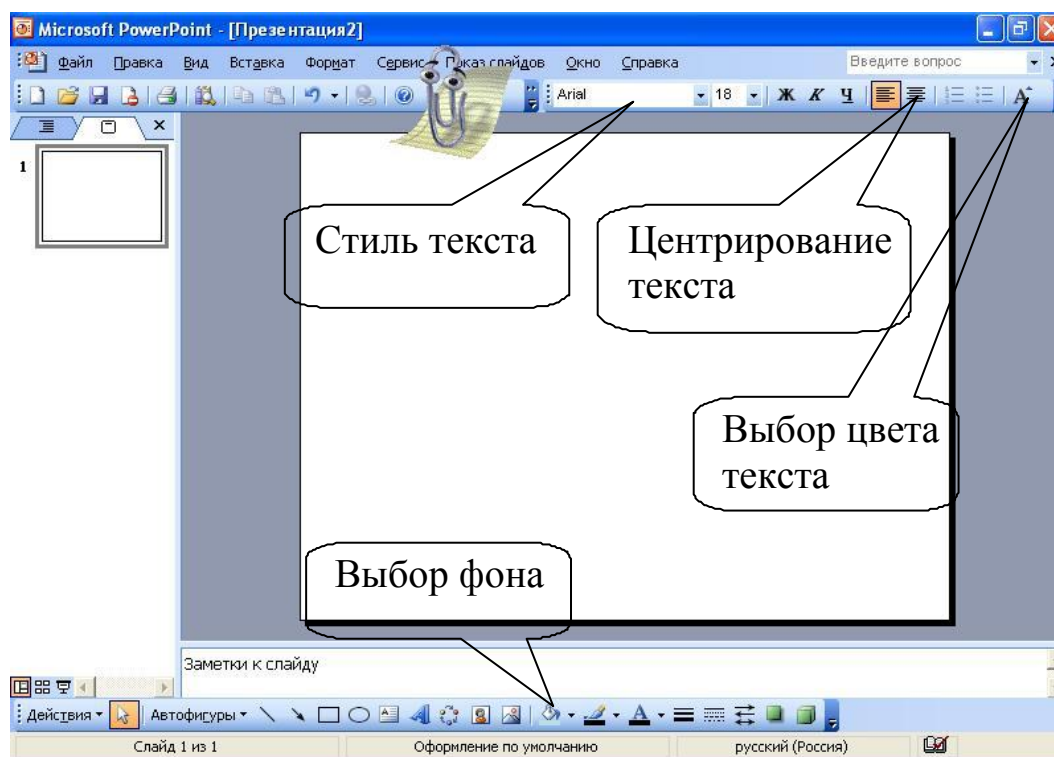 Microsoft PowerPoint - [Презентация2]
Файл Правка Вид Вставка Формат Сервис Показ слайдов Окно Справка Введите вопрос
Arial 18 Ж К Ч A
1
Стиль текста
Центрирование
текста
Выбор цвета
текста
Выбор фона
Заметки к слайду
Действия Автофигуры A
Слайд 1 из 1 Оформление по умолчанию русский (Россия)